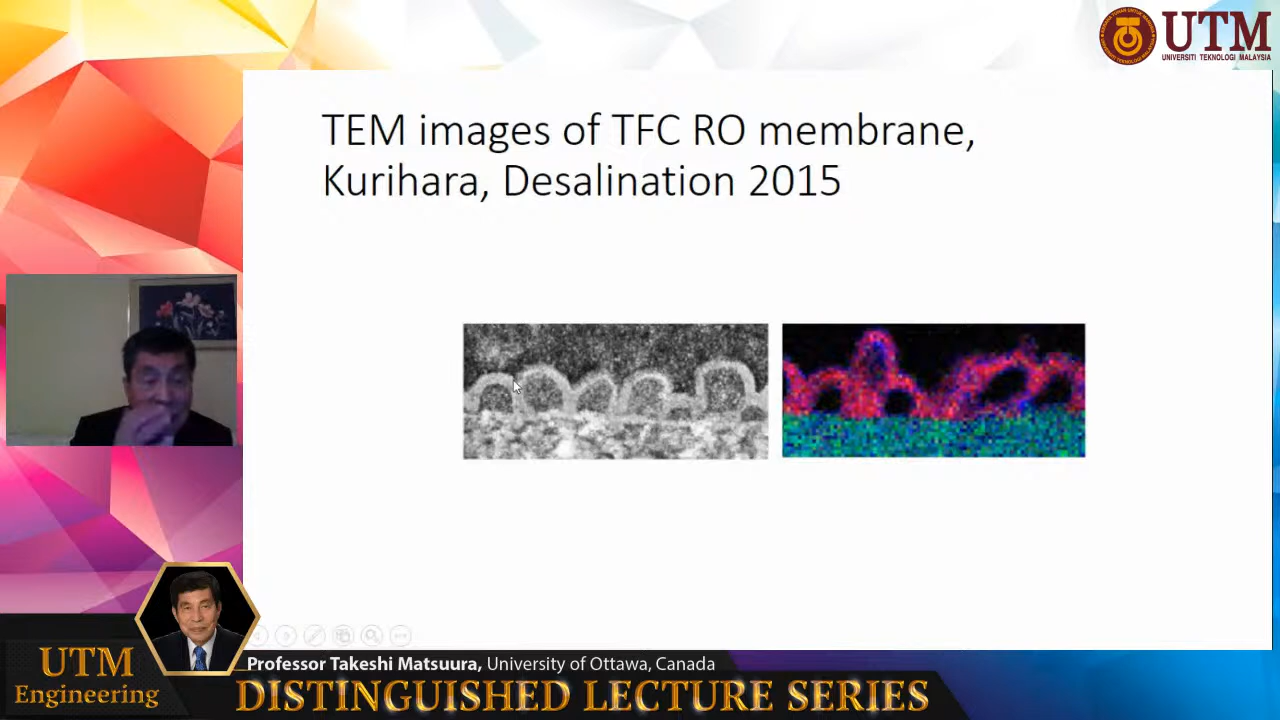 UTM
UNIVERSITI TEKNOLOGI MALAYSIA
TEM images of TFC RO membrane,
Kurihara, Desalination 2015
UTM
Engineering
Professor Takeshi Matsuura, University of Ottawa, Canada
DISTINGUISHED LECTURE SERIES